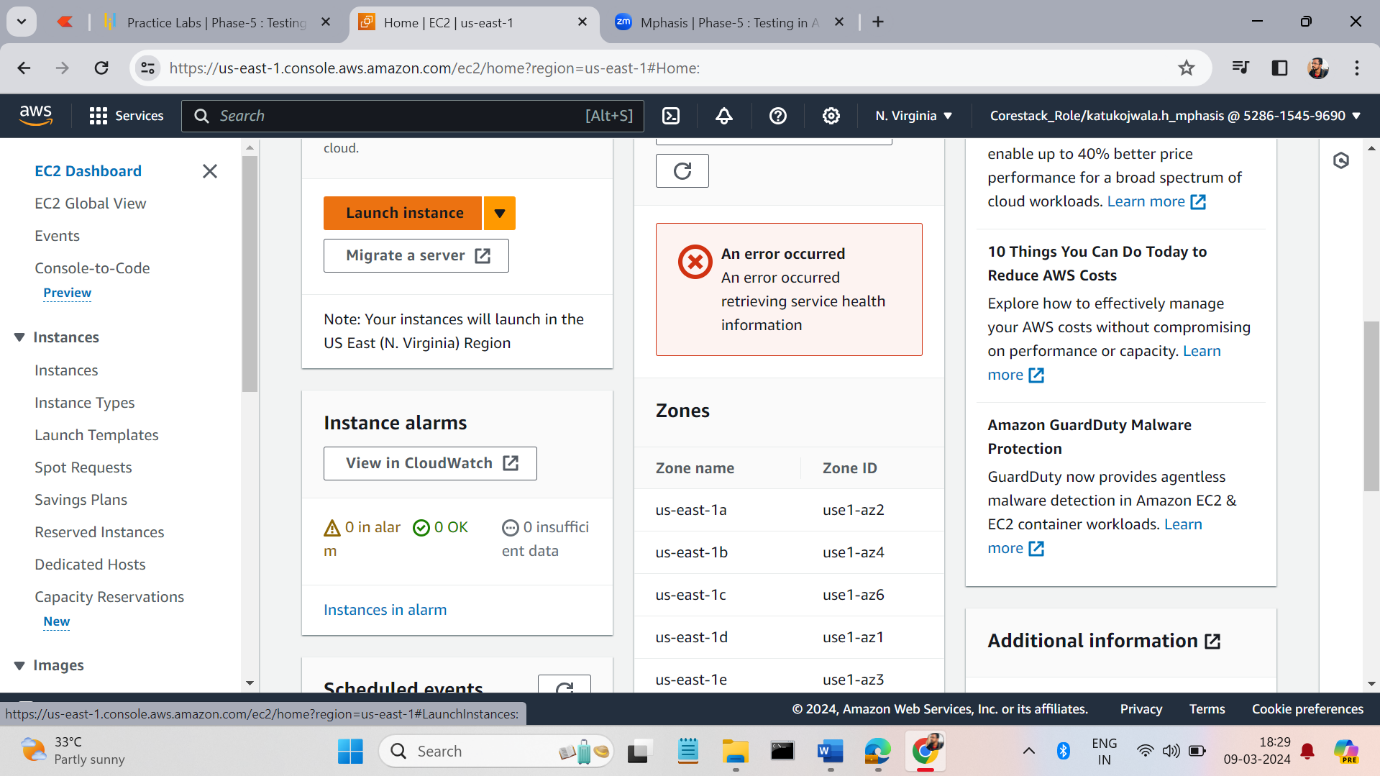 Practice Labs | Phase-5 : Testing
Home | EC2 | us-east-1
zm
Mphasis | Phase-5 : Testing in A
https://us-east-1.console.aws.amazon.com/ec2/home?region=us-east-1#Home:
aws
Services
Search
[Alt+S]
N. Virginia
Corestack_Role/katukojwala.h_mphasis @ 5286-1545-9690
EC2 Dashboard
EC2 Global View
Events
Console-to-Code
Preview
Instances
Instances
Instance Types
Launch Templates
Spot Requests
Savings Plans
Reserved Instances
Dedicated Hosts
Capacity Reservations
New
Images
cloud.
Launch instance
Migrate a server
Note: Your instances will launch in the
US East (N. Virginia) Region
Instance alarms
View in CloudWatch
0 in alar
m
0 OK
0 insuffici
ent data
Instances in alarm
Scheduled events
An error occurred
An error occurred
retrieving service health
information
Zones
Zone name Zone ID
us-east-1a use1-az2
us-east-1b use1-az4
us-east-1c use1-az6
us-east-1d use1-az1
us-east-1e use1-az3
enable up to 40% better price
performance for a broad spectrum of
cloud workloads. Learn more
10 Things You Can Do Today to
Reduce AWS Costs
Explore how to effectively manage
your AWS costs without compromising
on performance or capacity. Learn
more
Amazon GuardDuty Malware
Protection
GuardDuty now provides agentless
malware detection in Amazon EC2 &
EC2 container workloads. Learn
more
Additional information
https://us-east-1.console.aws.amazon.com/ec2/home?region=us-east-1#LaunchInstances:
© 2024, Amazon Web Services, Inc. or its affiliates.
Privacy
Terms
Cookie preferences
33°C
Partly sunny
Search
W
ENG
IN
18:29
09-03-2024
PRE